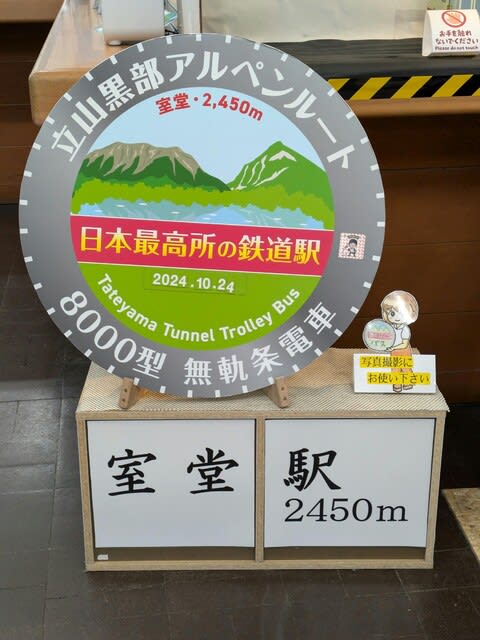 お手を触れ
ないでください
Please do not touch
立山黒部アルペンルート
室堂・2,450m
日本最高所の鉄道駅
2024.10.24
Tateyama Tunnel Trolley Bus
8000型 無軌条電車
写真撮影に
お使い下さい
室堂駅
2450m